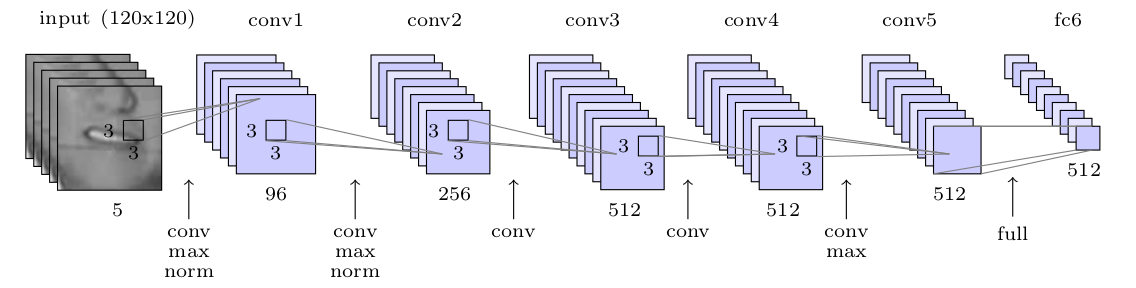 input (120x120) conv1 conv2 conv3 conv4 conv5 fc6
3 3 3 3 3
3 3 3 3 3
5 96 256 512 512 512 512
conv conv conv conv conv full
max max max
norm norm